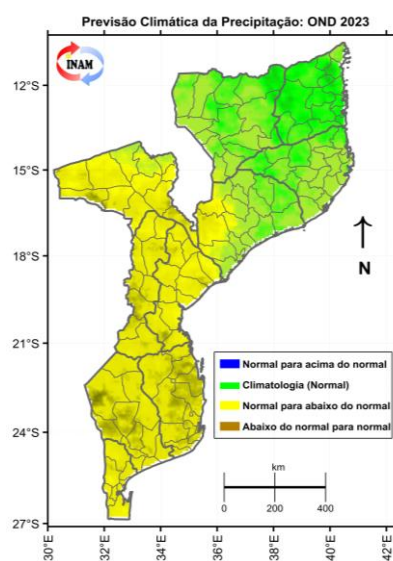 Previsão Climática da Precipitação: OND 2023
INAM
12°S
15°S
18°S
21°S
24°S
27°S
N
Normal para acima do normal
Climatologia (Normal)
Normal para abaixo do normal
Abaixo do normal para normal
km
0 200 400
30°E 32°E 34°E 36°E 38°E 40°E 42°E